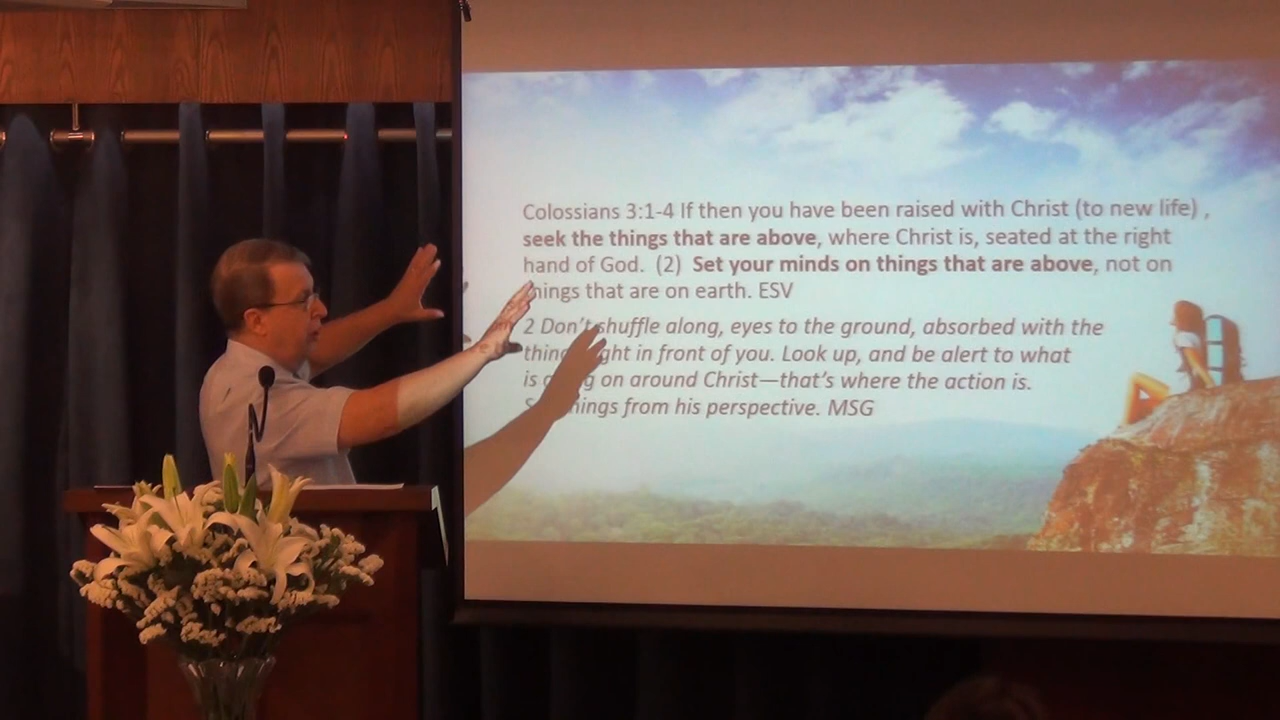 Colossians 3:1-4 If then you have been raised with Christ (to new life) ,
seek the things that are above, where Christ is, seated at the right
hand of God. (2) Set your minds on things that are above, not on
things that are on earth. ESV
2 Don't shuffle along, eyes to the ground, absorbed with the
in front of you. Look up, and be alert to what
is on around Christ—that's where the action is.
from his perspective. MSG